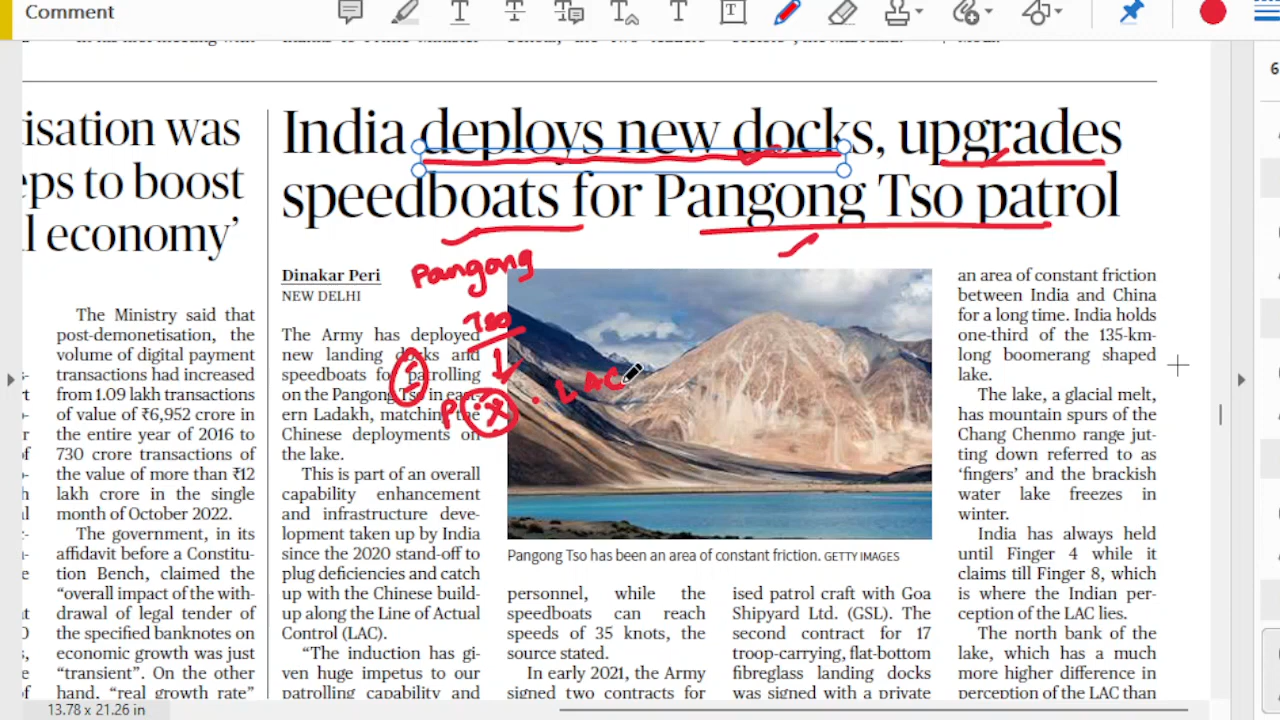 Comment
6
India deploys new docks, upgrades
speedboats for Pangong Tso patrol
isation was
eps to boost
l economy’
The Ministry said that
post-demonetisation, the
volume of digital payment
transactions had increased
from 1.09 lakh transactions
of value of ₹6,952 crore in
the entire year of 2016 to
730 crore transactions of
the value of more than ₹12
lakh crore in the single
month of October 2022.
The government, in its
affidavit before a Constitu-
tion Bench, claimed the
“overall impact of the with-
drawal of legal tender of
the specified banknotes on
economic growth was just
“transient”. On the other
hand, “real growth rate”
Dinakar Peri
NEW DELHI
The Army has deployed
new landing docks and
speedboats for patrolling
on the Pangong Tso in east-
ern Ladakh, matching the
Chinese deployments on
the lake.
This is part of an overall
capability enhancement
and infrastructure deve-
lopment taken up by India
since the 2020 stand-off to
plug deficiencies and catch
up with the Chinese build-
up along the Line of Actual
Control (LAC).
“The induction has gi-
ven huge impetus to our
patrolling capability and
Pangong
Tso
LAC
Pangong Tso has been an area of constant friction. GETTY IMAGES
personnel, while the
speedboats can reach
speeds of 35 knots, the
source stated.
In early 2021, the Army
signed two contracts for
ised patrol craft with Goa
Shipyard Ltd. (GSL). The
second contract for 17
troop-carrying, flat-bottom
fibreglass landing docks
was signed with a private
an area of constant friction
between India and China
for a long time. India holds
one-third of the 135-km-
long boomerang shaped
lake.
The lake, a glacial melt,
has mountain spurs of the
Chang Chenmo range jut-
ting down referred to as
‘fingers’ and the brackish
water lake freezes in
winter.
India has always held
until Finger 4 while it
claims till Finger 8, which
is where the Indian per-
ception of the LAC lies.
The north bank of the
lake, which has a much
more higher difference in
perception of the LAC than
13.78 x 21.26 in